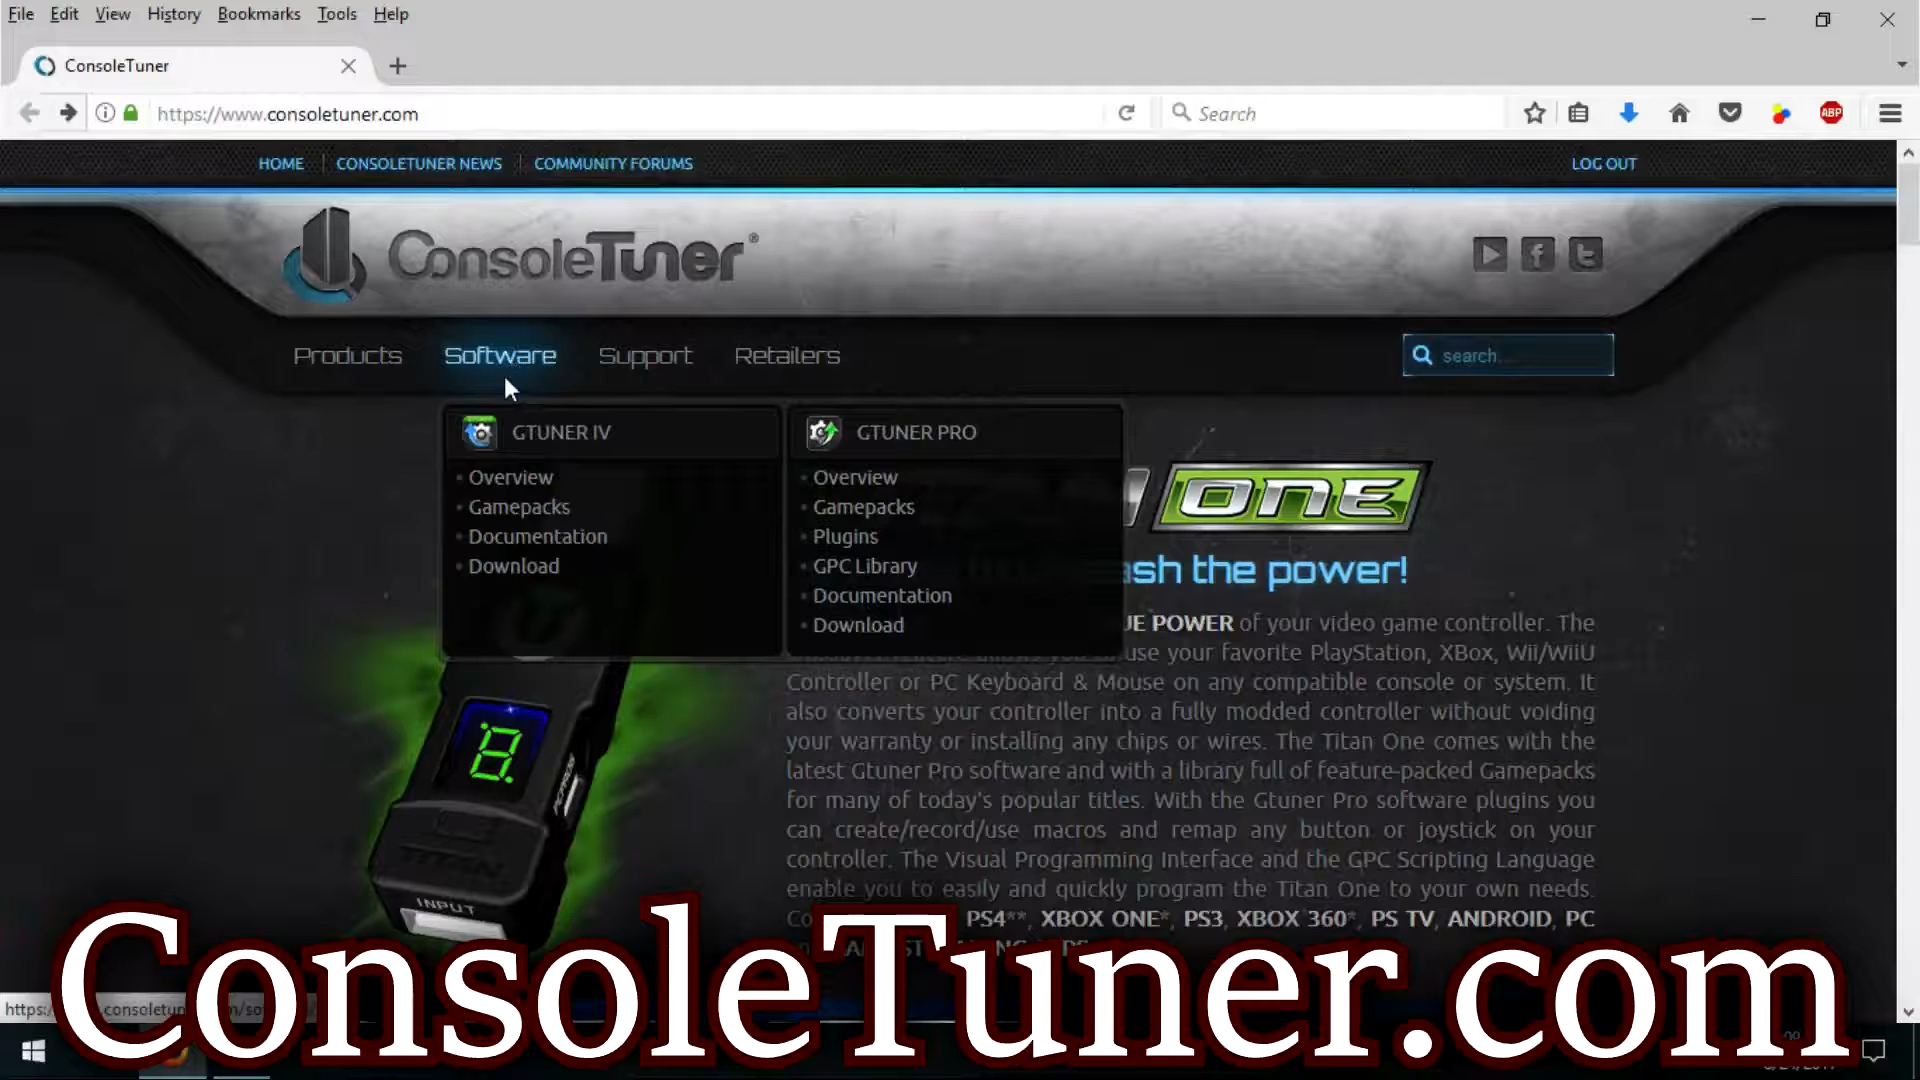 File Edit View History Bookmarks Tools Help
ConsoleTuner
https://www.consoletuner.com
Search
ABP
HOME CONSOLETUNER NEWS COMMUNITY FORUMS LOG OUT
ConsoleTuner®
Products Software Support Retailers
search...
GTUNER IV
Overview
Gamepacks
Documentation
Download
GTUNER PRO
Overview
Gamepacks
Plugins
GPC Library
Documentation
Download
ONE
ash the power!
UE POWER of your video game controller. The
use your favorite PlayStation, XBox, Wii/WiiU
Controller or PC Keyboard & Mouse on any compatible console or system. It
also converts your controller into a fully modded controller without voiding
your warranty or installing any chips or wires. The Titan One comes with the
latest Gtuner Pro software and with a library full of feature-packed Gamepacks
for many of today's popular titles. With the Gtuner Pro software plugins you
can create/record/use macros and remap any button or joystick on your
controller. The Visual Programming Interface and the GPC Scripting Language
enable you to easily and quickly program the Titan One to your own needs.
PS4**, XBOX ONE*, PS3, XBOX 360*, PS TV, ANDROID, PC
8.
PCPROG
TITAN
INPUT
ConsoleTuner.com